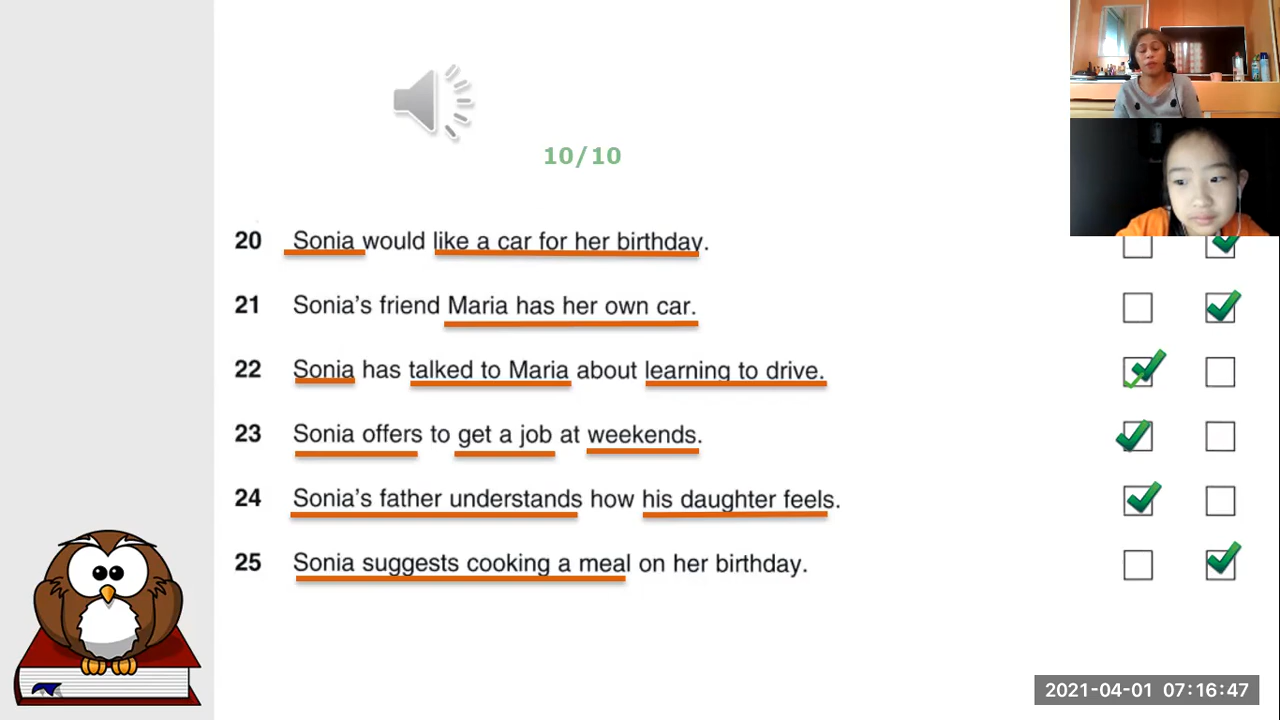 10/10
20 Sonia would like a car for her birthday.
21 Sonia's friend Maria has her own car.
22 Sonia has talked to Maria about learning to drive.
23 Sonia offers to get a job at weekends.
24 Sonia's father understands how his daughter feels.
25 Sonia suggests cooking a meal on her birthday.
2021-04-01 07:16:47